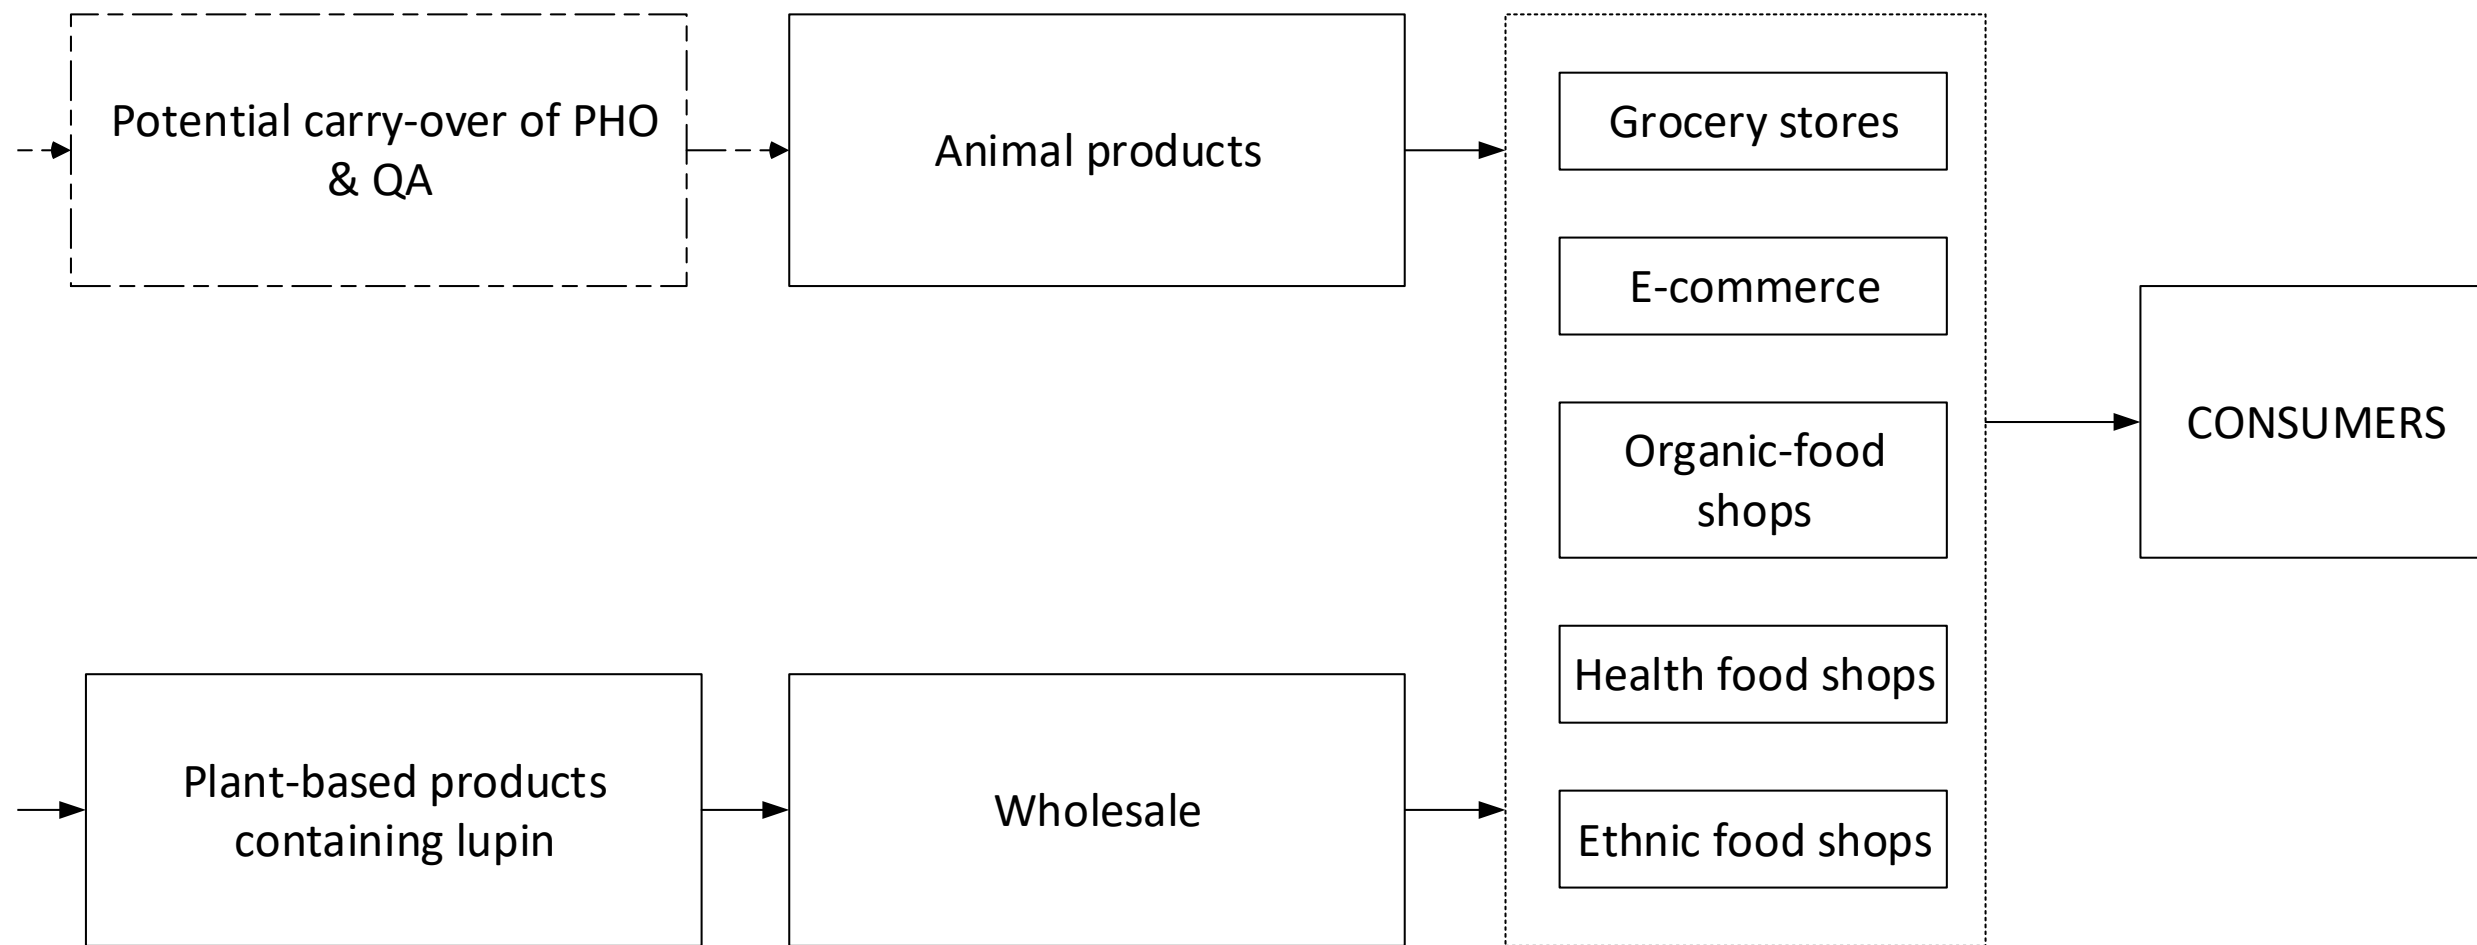 Potential carry-over of PHO
& QA
Animal products
Grocery stores
E-commerce
Organic-food
shops
Health food shops
Ethnic food shops
CONSUMERS
Plant-based products
containing lupin
Wholesale